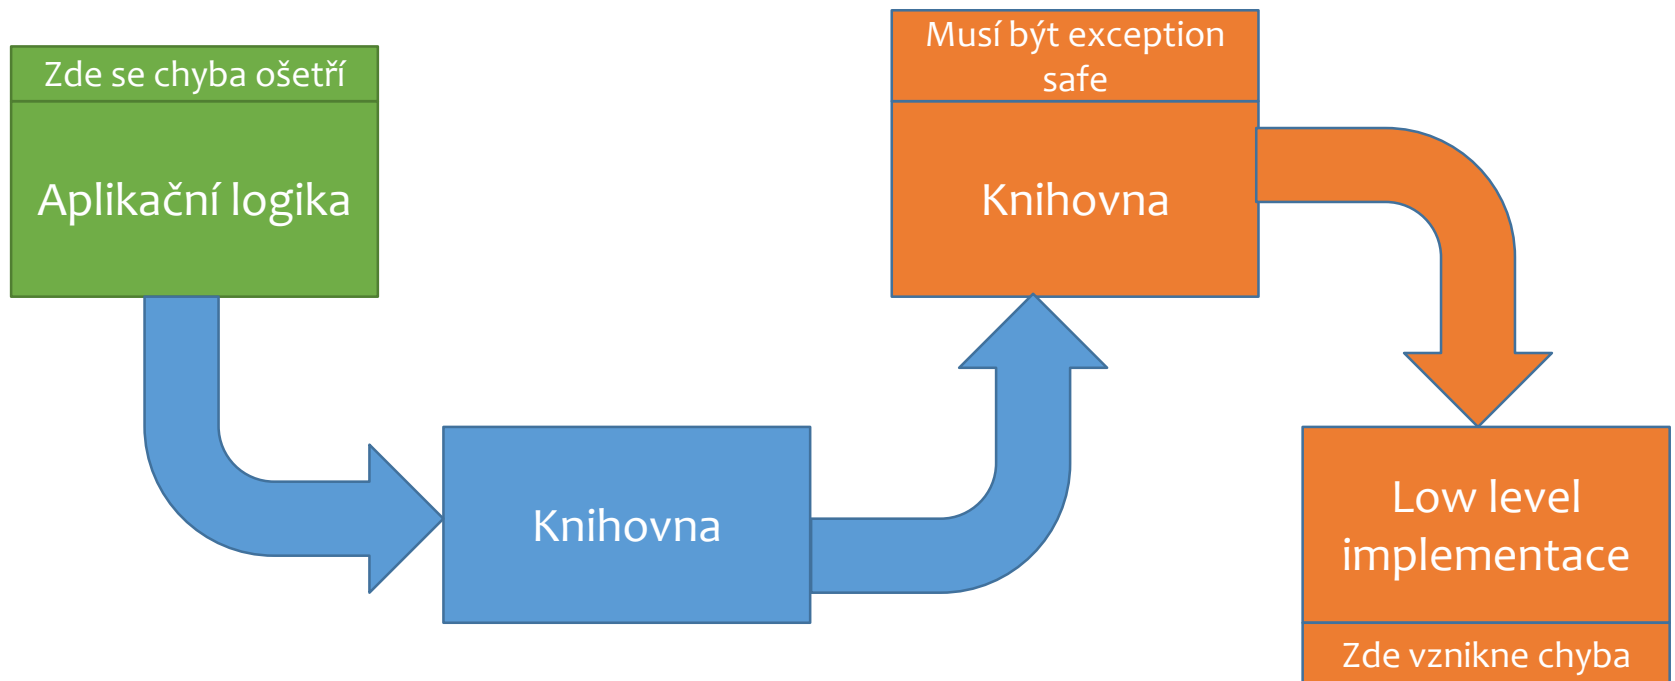 Zde se chyba ošetří
Aplikační logika
Knihovna
Musí být exception
safe
Knihovna
Low level
implementace
Zde vznikne chyba